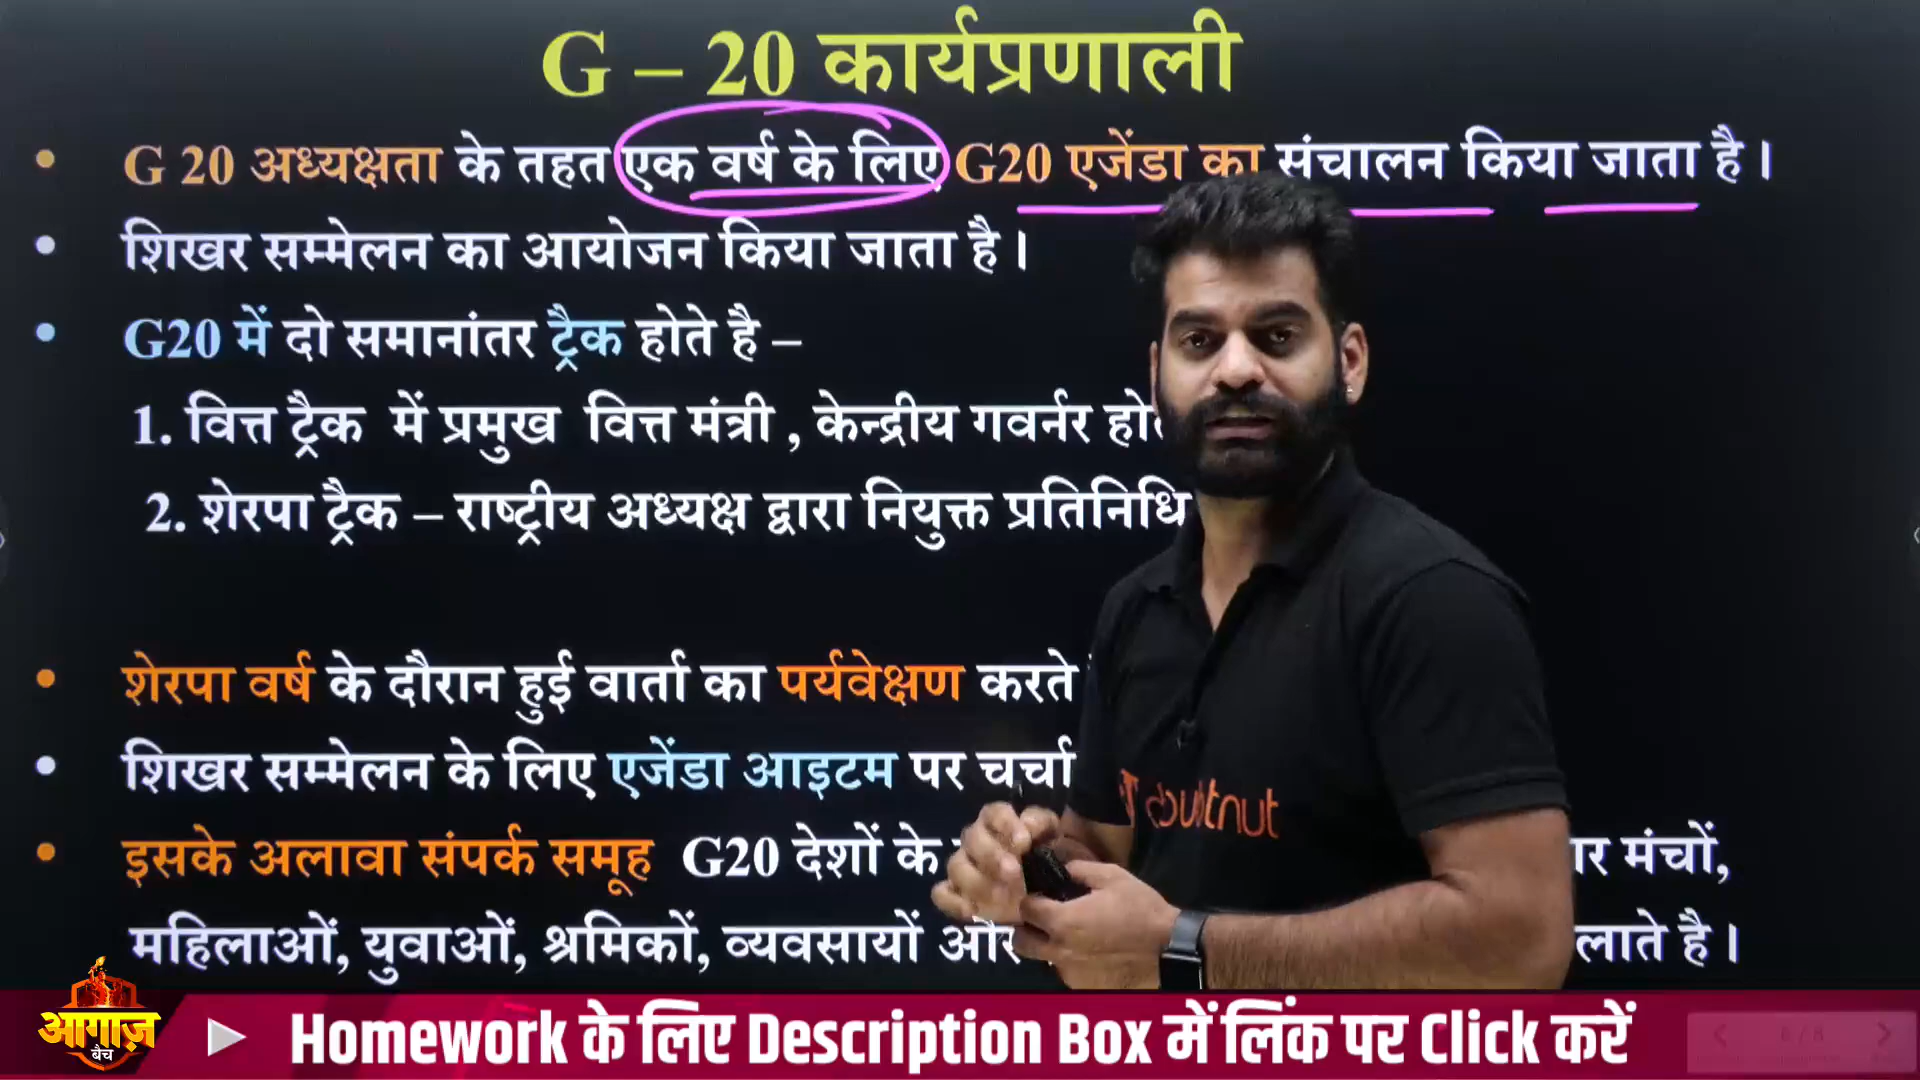 G – 20 कार्यप्रणाली
• G 20 अध्यक्षता के तहत एक वर्ष के लिए G20 एजेंडा का संचालन किया जाता है ।
• शिखर सम्मेलन का आयोजन किया जाता है ।
• G20 में दो समानांतर ट्रैक होते है –
1. वित्त ट्रैक में प्रमुख वित्त मंत्री , केन्द्रीय गवर्नर
2. शेरपा ट्रैक – राष्ट्रीय अध्यक्ष द्वारा नियुक्त प्रतिनिधि
• शेरपा वर्ष के दौरान हुई वार्ता का पर्यवेक्षण करते
• शिखर सम्मेलन के लिए एजेंडा आइटम पर चर्चा
• इसके अलावा संपर्क समूह G20 देशों के मंचों,
महिलाओं, युवाओं, श्रमिकों, व्यवसायों और है ।
doubtnut
आगाज़
बैच
Homework के लिए Description Box में लिंक पर Click करें